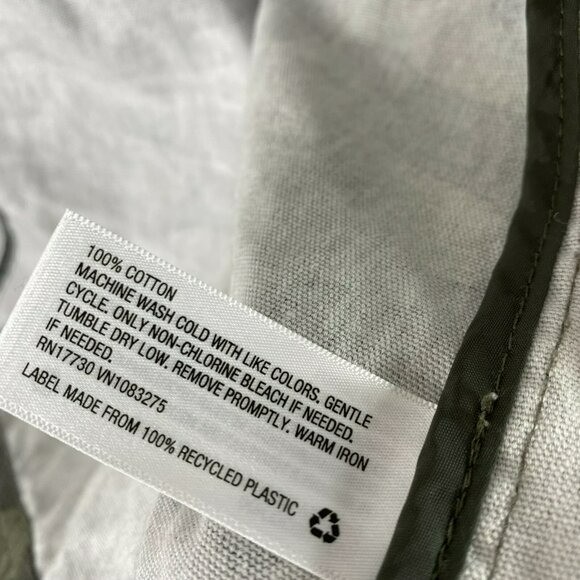 100% COTTON
MACHINE WASH COLD WITH LIKE COLORS. GENTLE
CYCLE. ONLY NON-CHLORINE BLEACH IF NEEDED.
TUMBLE DRY LOW. REMOVE PROMPTLY. WARM IRON
IF NEEDED.
RN17730 VN1083275
LABEL MADE FROM 100% RECYCLED PLASTIC